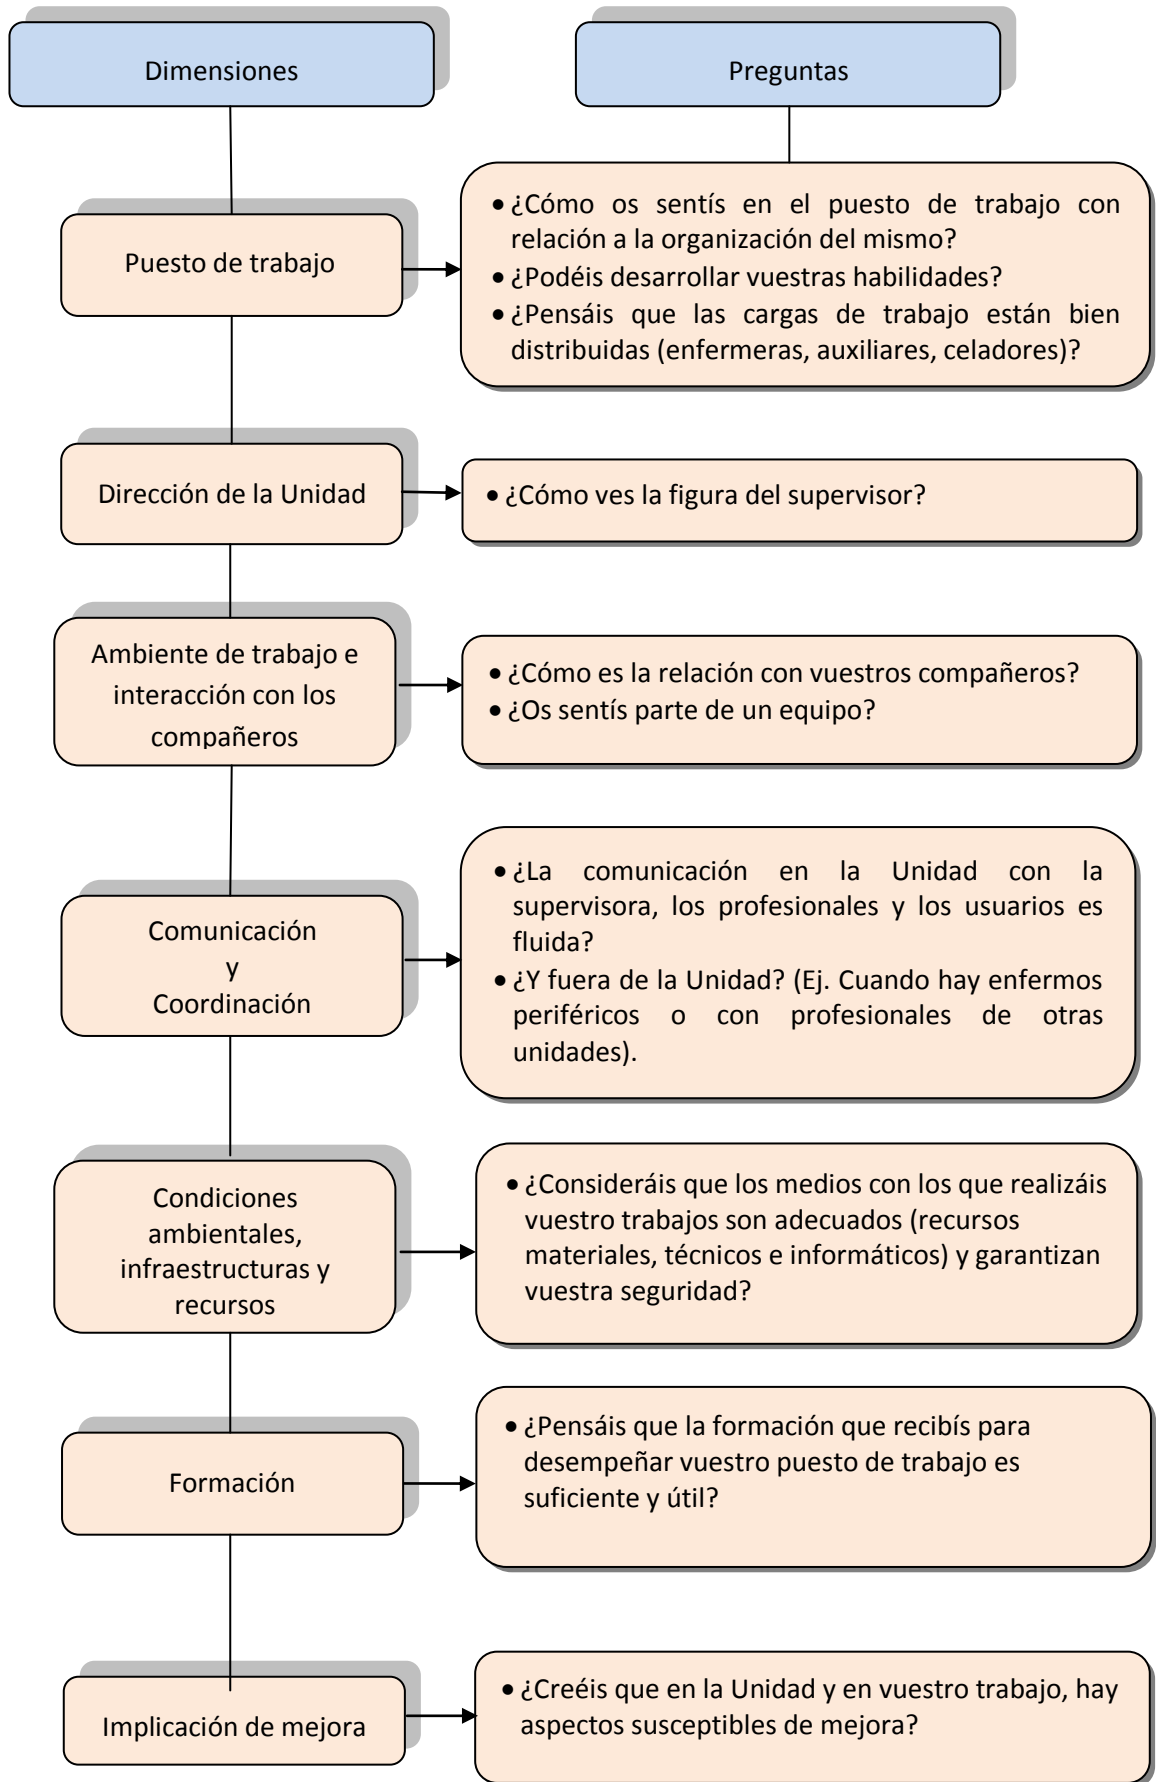 Dimensiones
Preguntas
Puesto de trabajo
• ¿Cómo os sentís en el puesto de trabajo con
relación a la organización del mismo?
• ¿Podéis desarrollar vuestras habilidades?
• ¿Pensáis que las cargas de trabajo están bien
distribuidas (enfermeras, auxiliares, celadores)?
Dirección de la Unidad
• ¿Cómo ves la figura del supervisor?
Ambiente de trabajo e
interacción con los
compañeros
• ¿Cómo es la relación con vuestros compañeros?
• ¿Os sentís parte de un equipo?
Comunicación
y
Coordinación
• ¿La comunicación en la Unidad con la
supervisora, los profesionales y los usuarios es
fluida?
• ¿Y fuera de la Unidad? (Ej. Cuando hay enfermos
periféricos o con profesionales de otras
unidades).
Condiciones
ambientales,
infraestructuras y
recursos
• ¿Consideráis que los medios con los que realizáis
vuestro trabajos son adecuados (recursos
materiales, técnicos e informáticos) y garantizan
vuestra seguridad?
Formación
• ¿Pensáis que la formación que recibís para
desempeñar vuestro puesto de trabajo es
suficiente y útil?
Implicación de mejora
• ¿Creéis que en la Unidad y en vuestro trabajo, hay
aspectos susceptibles de mejora?